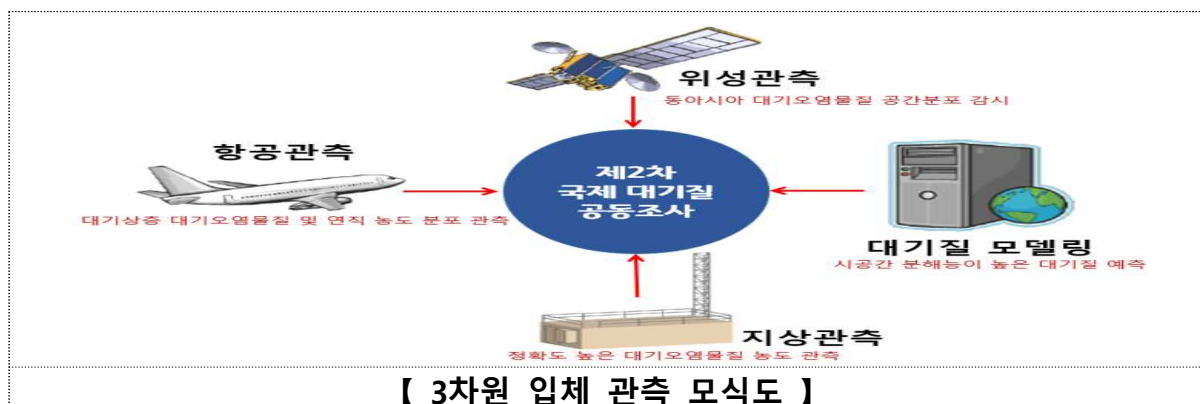 위성관측
동아시아 대기오염물질 공간분포 감시
항공관측
대기상층 대기오염물질 및 연직 농도 분포 관측
제2차
국제 대기질
공동조사
대기질 모델링
시공간 분해능이 높은 대기질 예측
지상관측
정확도 높은 대기오염물질 농도 관측
【 3차원 입체 관측 모식도 】